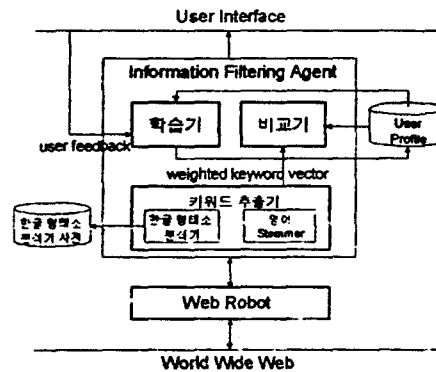 User Interface
Information Filtering Agent
학습기
비교기
User
Profile
user feedback
weighted keyword vector
키워드 추출기
한글 형태소
분석기
영어
Stemmer
한글 형태소
분석기 사전
Web Robot
World Wide Web